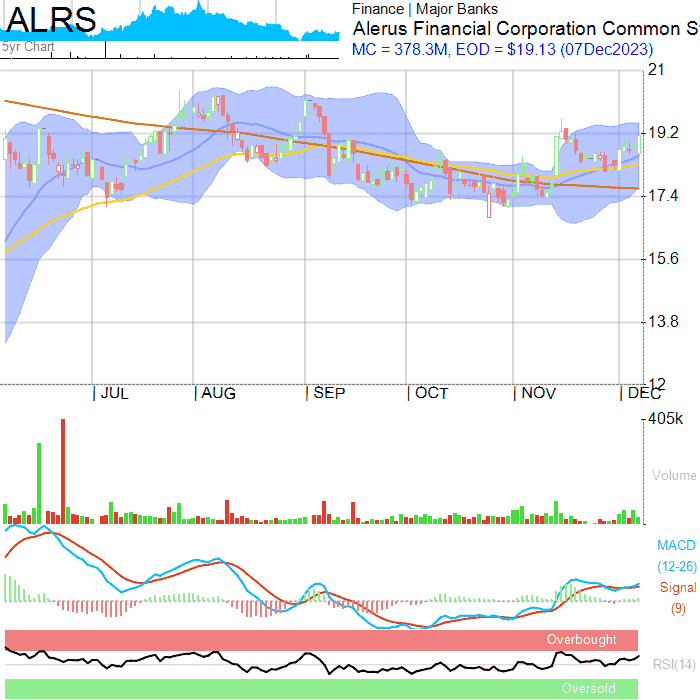 ALRS
5yr Chart
Finance | Major Banks
Alerus Financial Corporation Common S
MC = 378.3M, EOD = $19.13 (07Dec2023)
21
19.2
17.4
15.6
13.8
12
| JUL | AUG | SEP | OCT | NOV | DEC
405k
Volume
MACD
(12-26)
Signal
(9)
Overbought
RSI(14)
Oversold